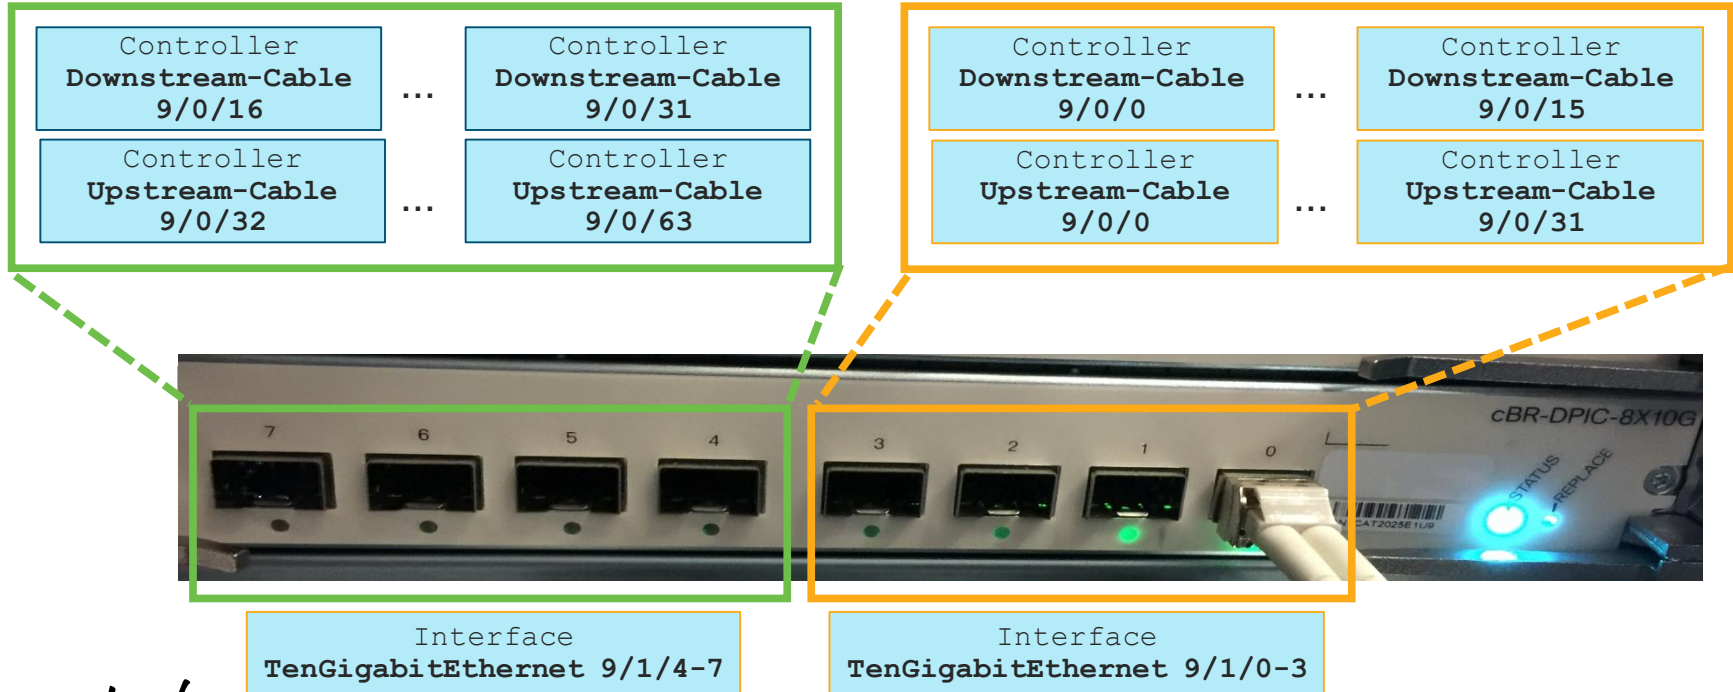 Controller
Downstream-Cable
9/0/16
...
Controller
Downstream-Cable
9/0/31
Controller
Upstream-Cable
9/0/32
...
Controller
Upstream-Cable
9/0/63
Controller
Downstream-Cable
9/0/0
...
Controller
Downstream-Cable
9/0/15
Controller
Upstream-Cable
9/0/0
...
Controller
Upstream-Cable
9/0/31
7 6 5 4 3 2 1 0
cBR-DPIC-8X10G
STATUS
REPLACE
CAT2025E1U9
Interface
TenGigabitEthernet 9/1/4-7
Interface
TenGigabitEthernet 9/1/0-3